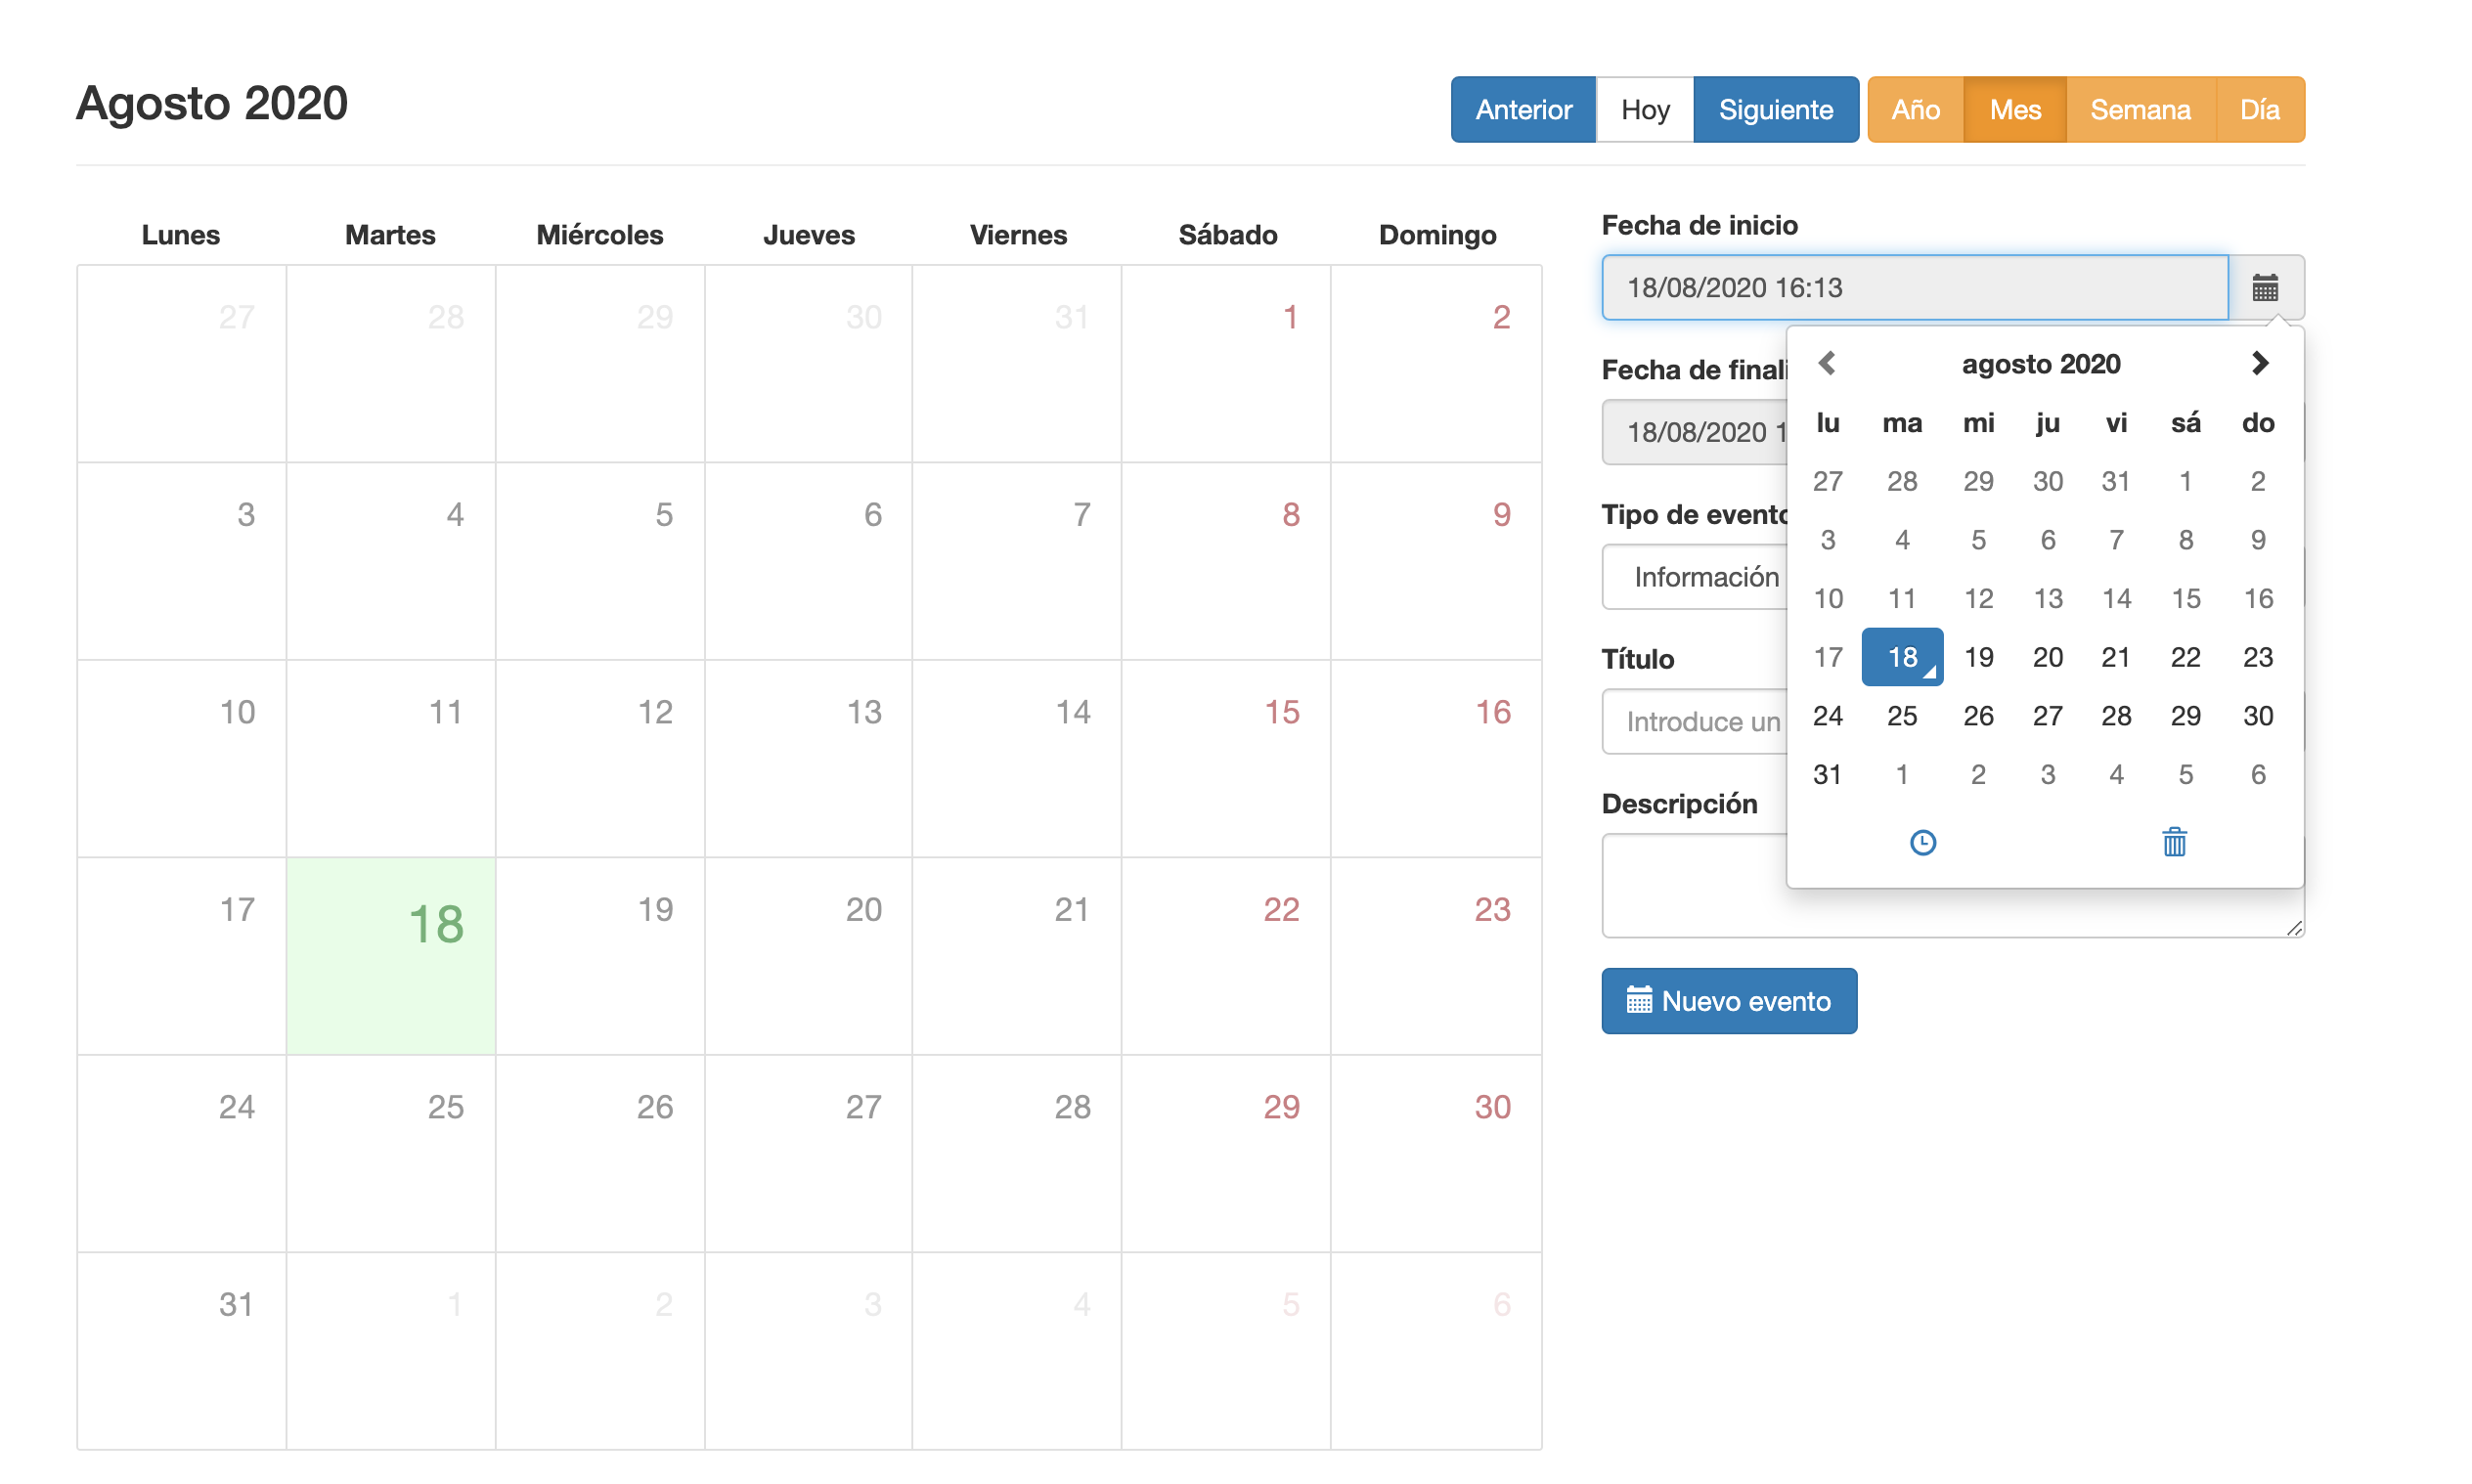 Agosto 2020
Anterior Hoy Siguiente Año Mes Semana Día
Lunes Martes Miércoles Jueves Viernes Sábado Domingo
27 28 29 30 31 1 2
3 4 5 6 7 8 9
10 11 12 13 14 15 16
17 18 19 20 21 22 23
24 25 26 27 28 29 30
31 1 2 3 4 5 6
Fecha de inicio
18/08/2020 16:13
Fecha de
18/08/2020
Tipo de evento
Información
Título
Introduce un
Descripción
agosto 2020
lu ma mi ju vi sá do
27 28 29 30 31 1 2
3 4 5 6 7 8 9
10 11 12 13 14 15 16
17 18 19 20 21 22 23
24 25 26 27 28 29 30
31 1 2 3 4 5 6
Nuevo evento